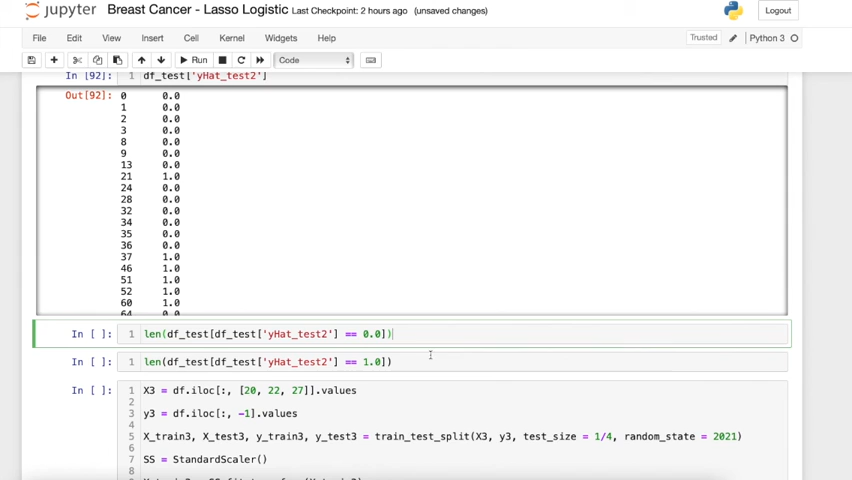 jupyter Breast Cancer - Lasso Logistic Last Checkpoint: 2 hours ago (unsaved changes) Logout
File Edit View Insert Cell Kernel Widgets Help Trusted Python 3
Run Code
In [92]: 1 df_test['yHat_test2']
Out[92]: 0 0.0
1 0.0
2 0.0
3 0.0
8 0.0
9 0.0
13 0.0
21 1.0
24 0.0
28 0.0
32 0.0
34 0.0
35 0.0
36 0.0
37 1.0
46 1.0
51 1.0
52 1.0
60 1.0
64 0.0
In [ ]: 1 len(df_test[df_test['yHat_test2'] == 0.0])
In [ ]: 1 len(df_test[df_test['yHat_test2'] == 1.0])
In [ ]: 1 X3 = df.iloc[:, [20, 22, 27]].values
2
3 y3 = df.iloc[:, -1].values
4
5 X_train3, X_test3, y_train3, y_test3 = train_test_split(X3, y3, test_size = 1/4, random_state = 2021)
6
7 SS = StandardScaler()
8